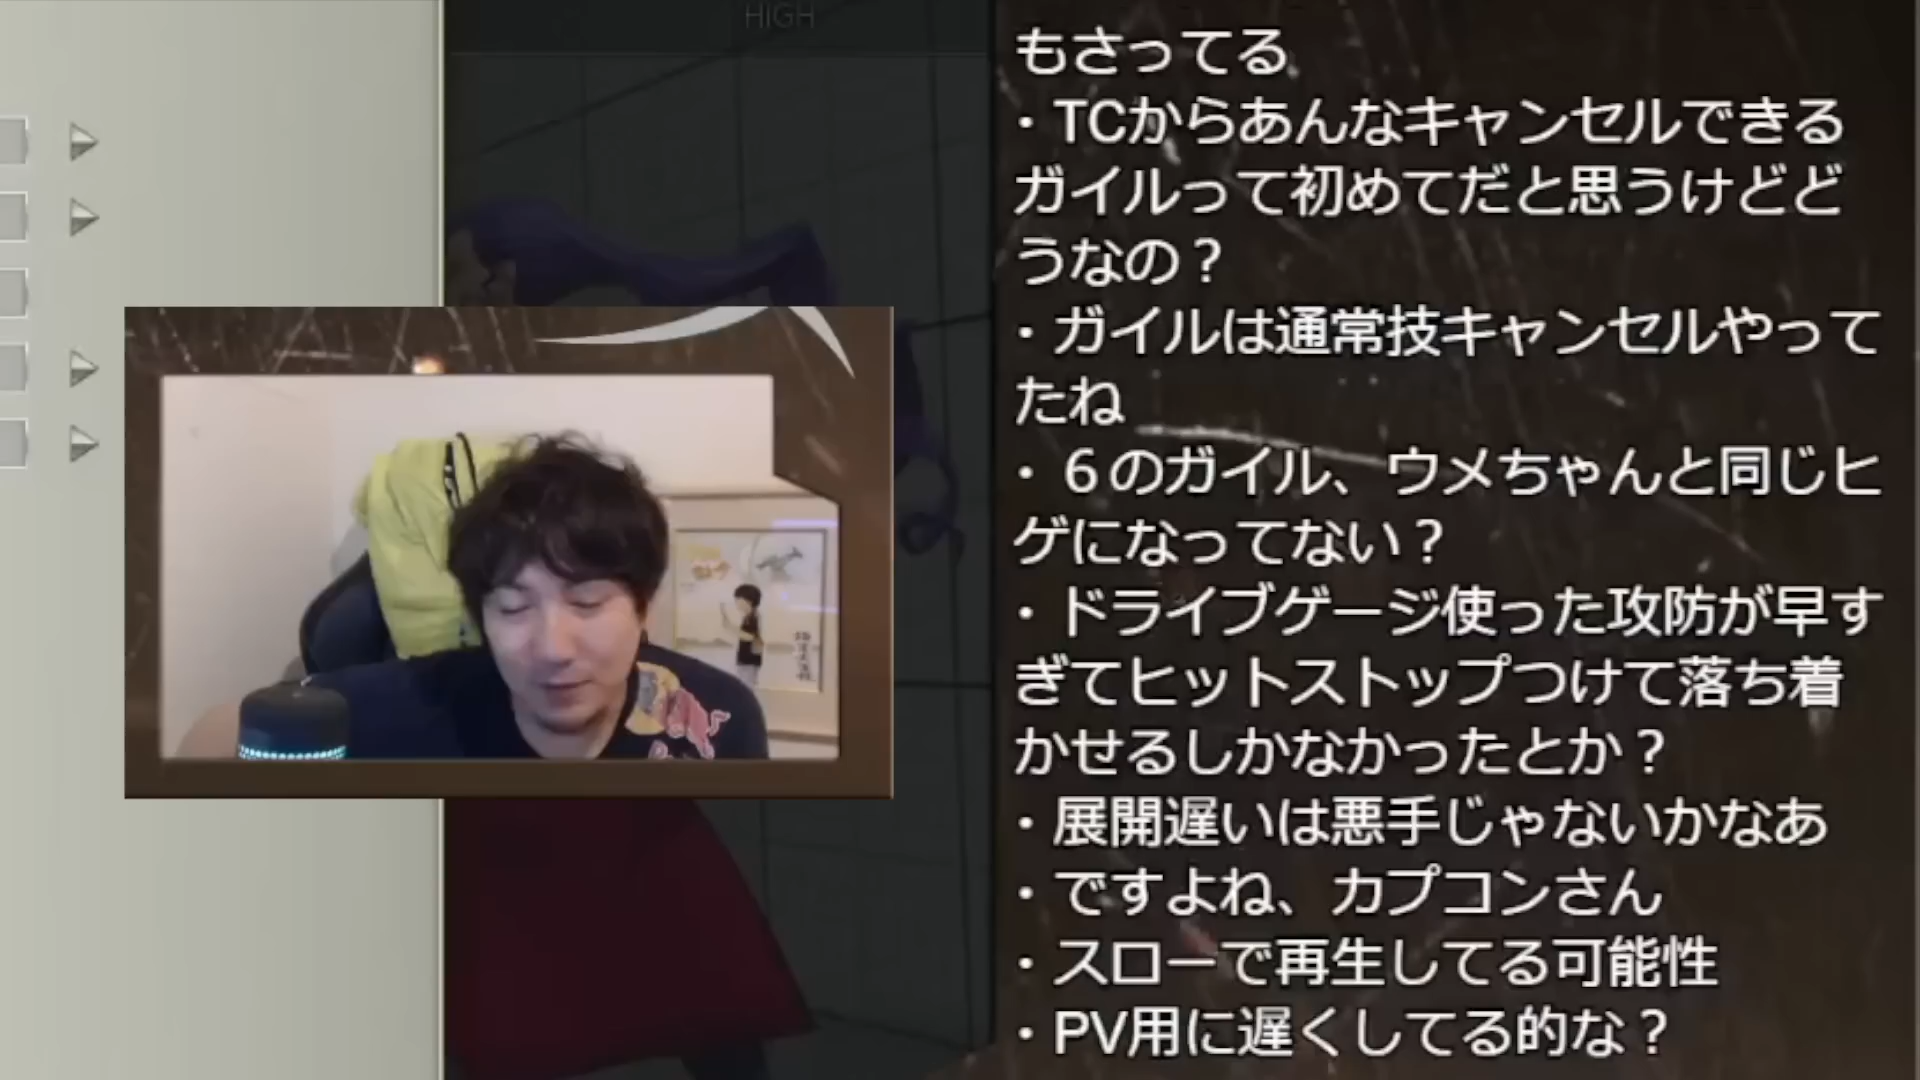 HIGH
もさってる
・TCからあんなキャンセルできる
ガイルって初めてだと思うけどど
うなの？
・ガイルは通常技キャンセルやって
たね
・６のガイル、ウメちゃんと同じヒ
ゲになってない？
・ドライブゲージ使った攻防が早す
ぎてヒットストップつけて落ち着
かせるしかなかったとか？
・展開遅いは悪手じゃないかなあ
・ですよね、カプコンさん
・スローで再生してる可能性
・PV用に遅くしてる的な？